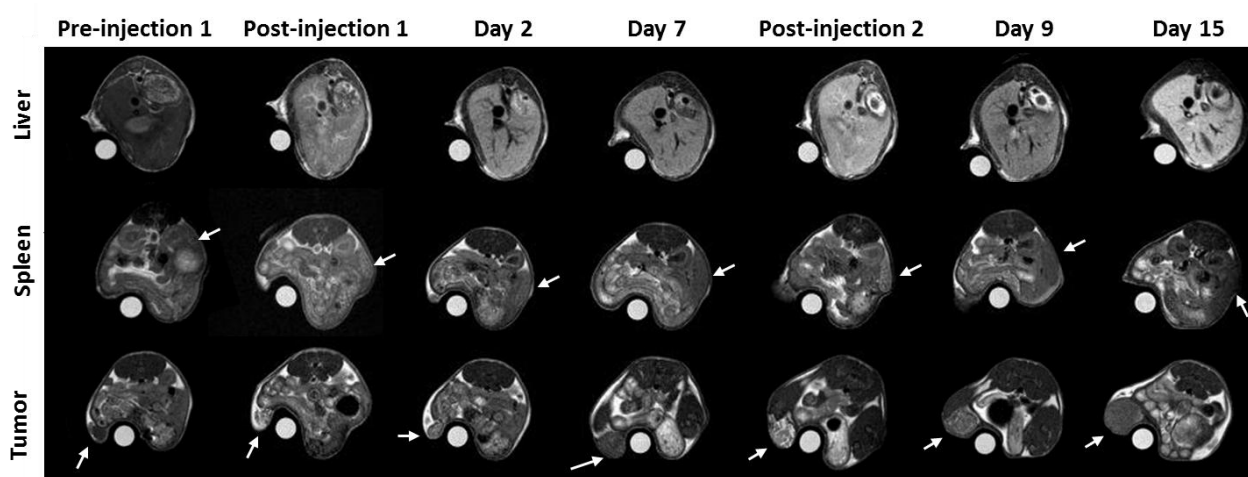 Pre-injection 1 Post-injection 1 Day 2 Day 7 Post-injection 2 Day 9 Day 15
Liver
Spleen
Tumor